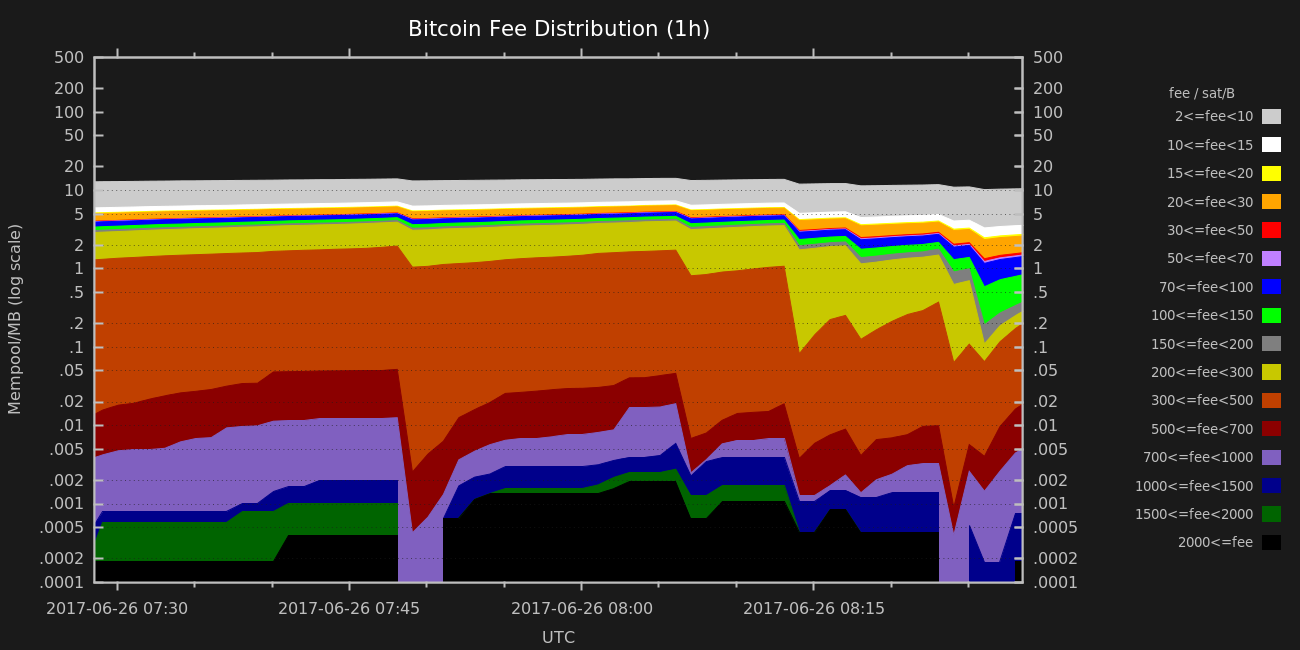 Bitcoin Fee Distribution (1h)
Mempool/MB (log scale)
500
200
100
50
20
10
5
2
1
.5
.2
.1
.05
.02
.01
.005
.002
.001
.0005
.0002
.0001
500
200
100
50
20
10
5
2
1
.5
.2
.1
.05
.02
.01
.005
.002
.001
.0005
.0002
.0001
2017-06-26 07:30
2017-06-26 07:45
2017-06-26 08:00
2017-06-26 08:15
UTC
fee / sat/B
2<=fee<10
10<=fee<15
15<=fee<20
20<=fee<30
30<=fee<50
50<=fee<70
70<=fee<100
100<=fee<150
150<=fee<200
200<=fee<300
300<=fee<500
500<=fee<700
700<=fee<1000
1000<=fee<1500
1500<=fee<2000
2000<=fee